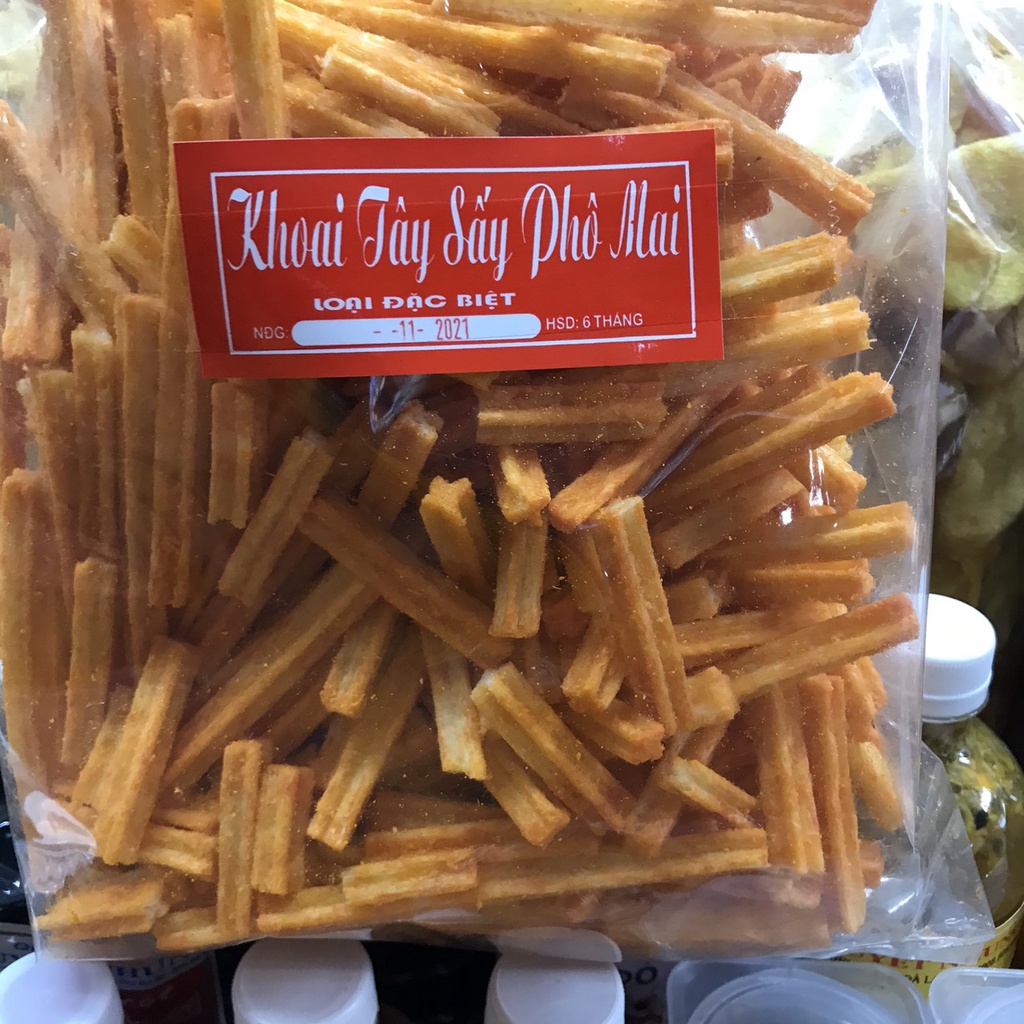 Khoai Tây Sấy Phô Mai
LOẠI ĐẶC BIỆT
NĐG: - -11- 2021 HSD: 6 THÁNG